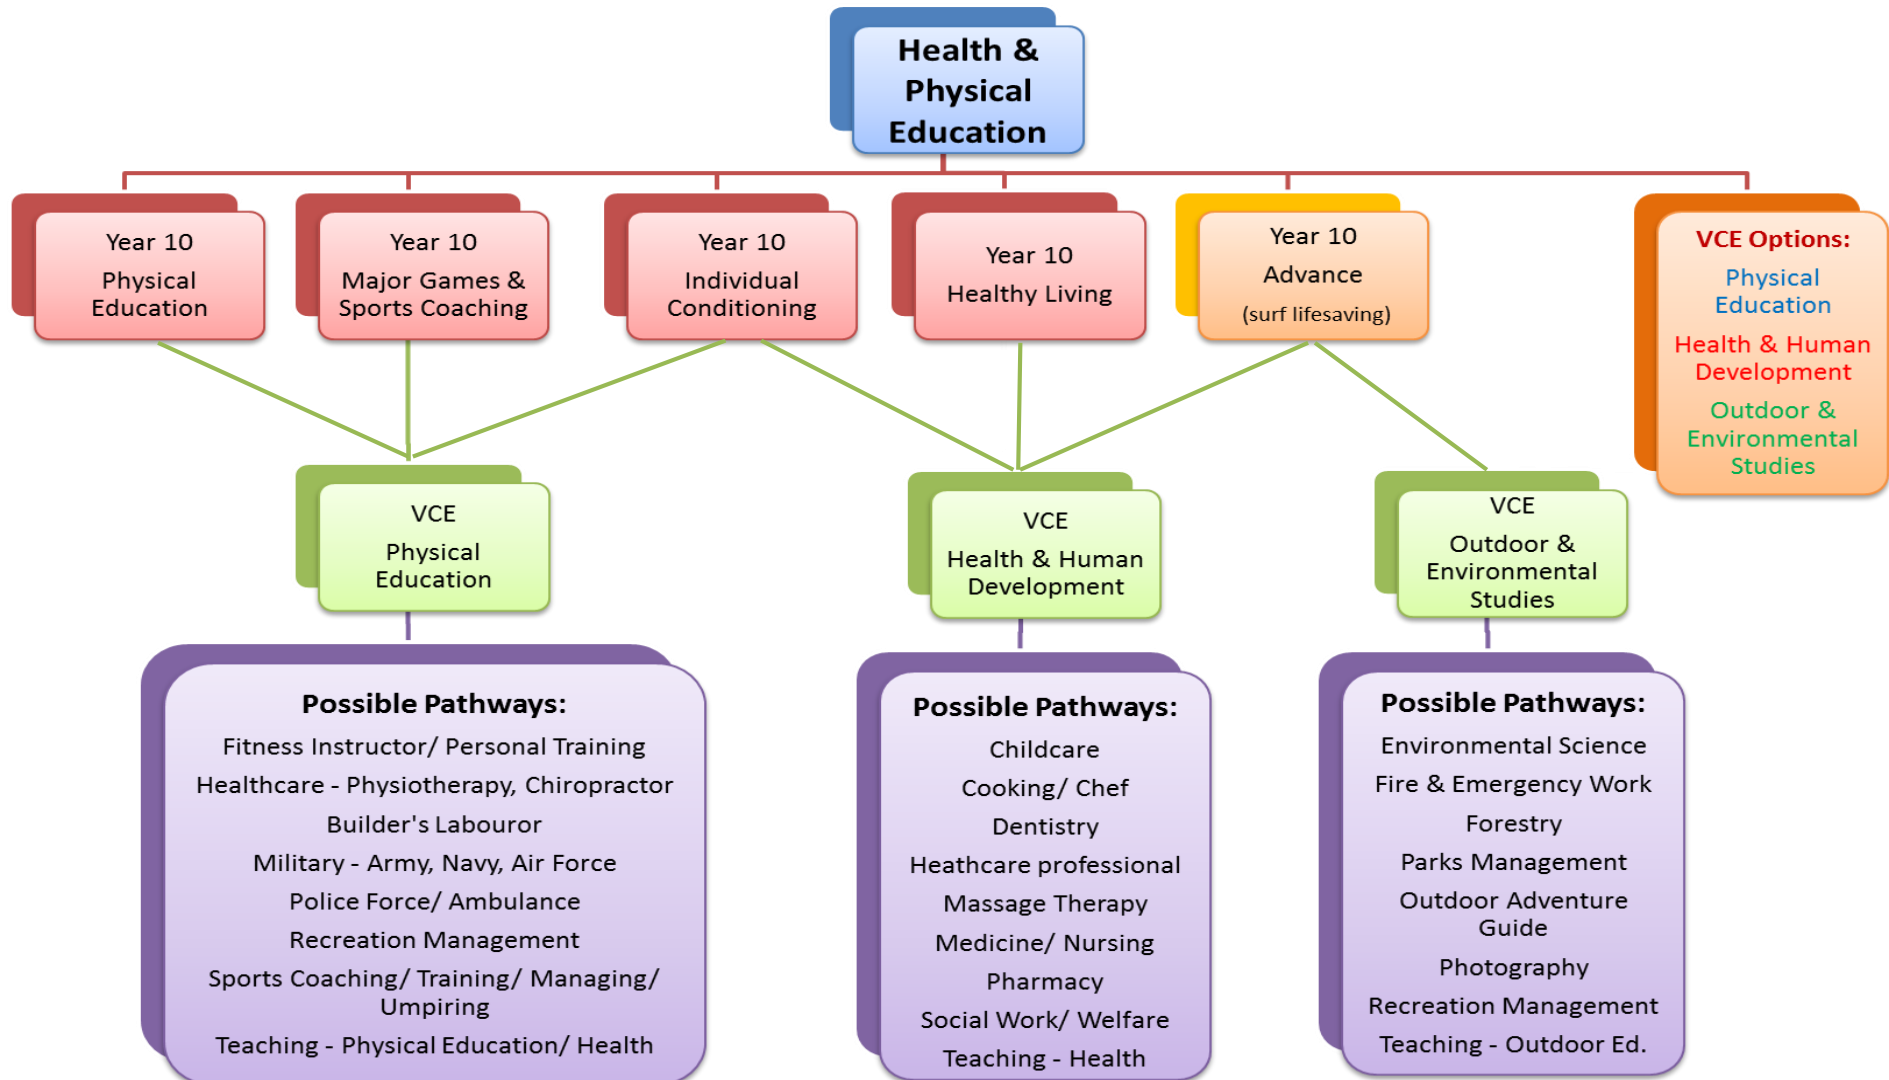 Health &
Physical
Education
Year 10
Physical
Education
Year 10
Major Games &
Sports Coaching
Year 10
Individual
Conditioning
Year 10
Healthy Living
Year 10
Advance
(surf lifesaving)
VCE Options:
Physical
Education
Health & Human
Development
Outdoor &
Environmental
Studies
VCE
Physical
Education
VCE
Health & Human
Development
VCE
Outdoor &
Environmental
Studies
Possible Pathways:
Fitness Instructor/ Personal Training
Healthcare - Physiotherapy, Chiropractor
Builder's Labouror
Military - Army, Navy, Air Force
Police Force/ Ambulance
Recreation Management
Sports Coaching/ Training/ Managing/
Umpiring
Teaching - Physical Education/ Health
Possible Pathways:
Childcare
Cooking/ Chef
Dentistry
Heathcare professional
Massage Therapy
Medicine/ Nursing
Pharmacy
Social Work/ Welfare
Teaching - Health
Possible Pathways:
Environmental Science
Fire & Emergency Work
Forestry
Parks Management
Outdoor Adventure
Guide
Photography
Recreation Management
Teaching - Outdoor Ed.